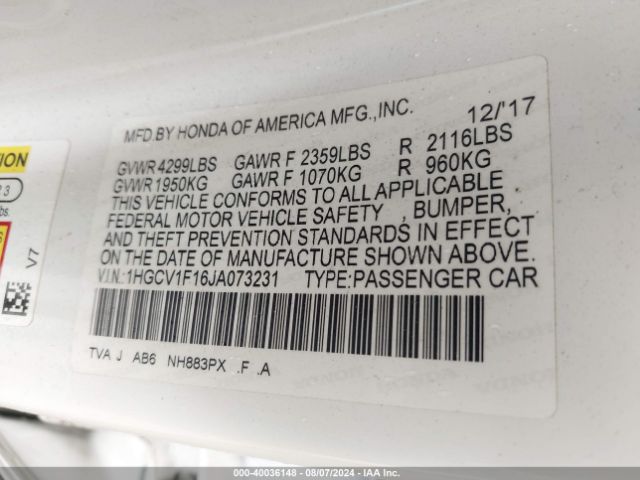 MFD.BY HONDA OF AMERICA MFG.,INC. 12/'17
GVWR 4299LBS GAWR F 2359LBS R 2116LBS
GVWR 1950KG GAWR F 1070KG R 960KG
THIS VEHICLE CONFORMS TO ALL APPLICABLE
FEDERAL MOTOR VEHICLE SAFETY , BUMPER,
AND THEFT PREVENTION STANDARDS IN EFFECT
ON THE DATE OF MANUFACTURE SHOWN ABOVE.
V.I.N.:1HGCV1F16JA073231 TYPE:PASSENGER CAR
TVA J AB6 NH883PX .F .A
V7
000-40036148 - 08/07/2024 - IAA Inc.